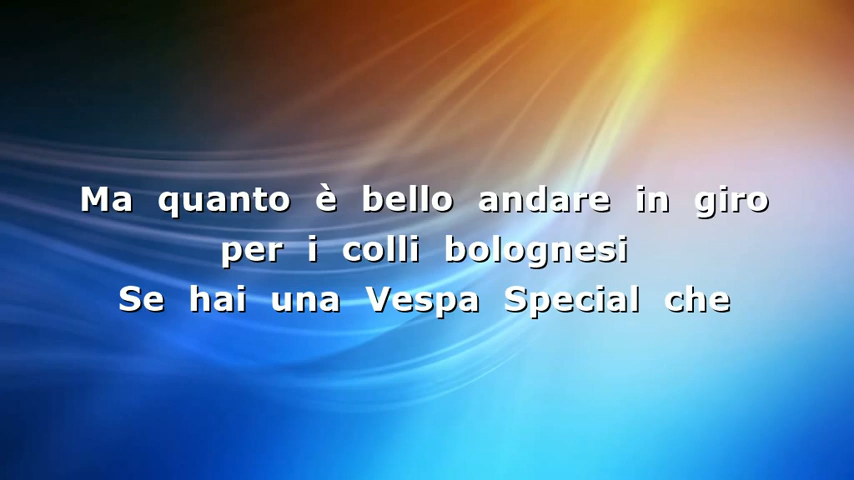 Ma quanto è bello andare in giro
per i colli bolognesi
Se hai una Vespa Special che